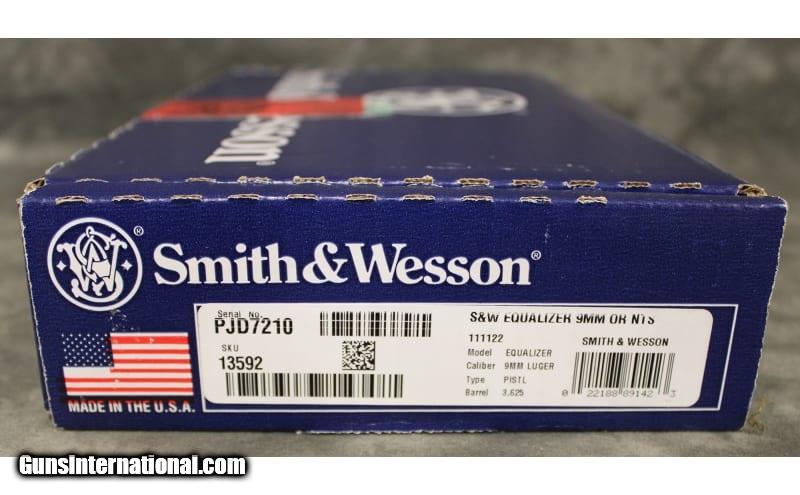 SSON®
Smith&Wesson®
MADE IN THE U.S.A.
Serial No.
PJD7210
SKU
13592
S&W EQUALIZER 9MM OR NTS
111122
SMITH & WESSON
Model EQUALIZER
Caliber 9MM LUGER
Type PISTL
Barrel 3.625
0 22188 89142 3
GunsInternational.com